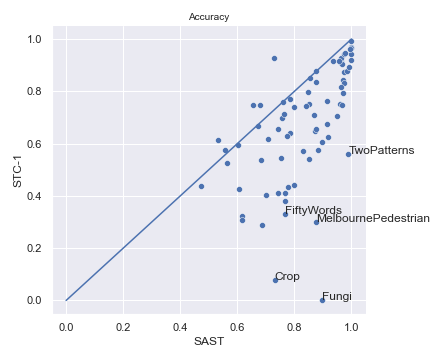 Accuracy
1.0
0.8
0.6
0.4
0.2
0.0
STC-1
TwoPatterns
FiftyWords
MelbournePedestrian
Crop
Fungi
0.0 0.2 0.4 0.6 0.8 1.0
SAST